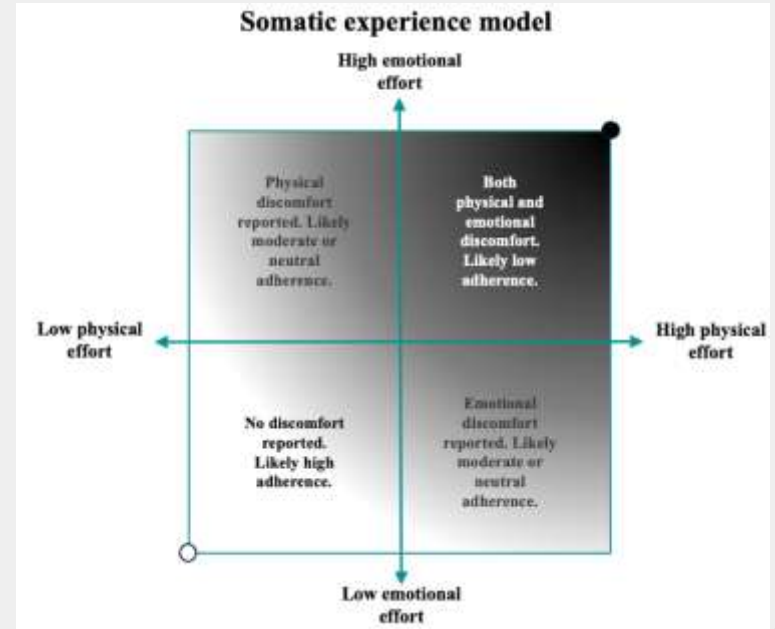 Somatic experience model
High emotional
effort
Physical
discomfort
reported. Likely
moderate or
neutral
adherence.
Both
physical and
emotional
discomfort.
Likely low
adherence.
Low physical
effort
High physical
effort
No discomfort
reported.
Likely high
adherence.
Emotional
discomfort
reported. Likely
moderate or
neutral
adherence.
Low emotional
effort